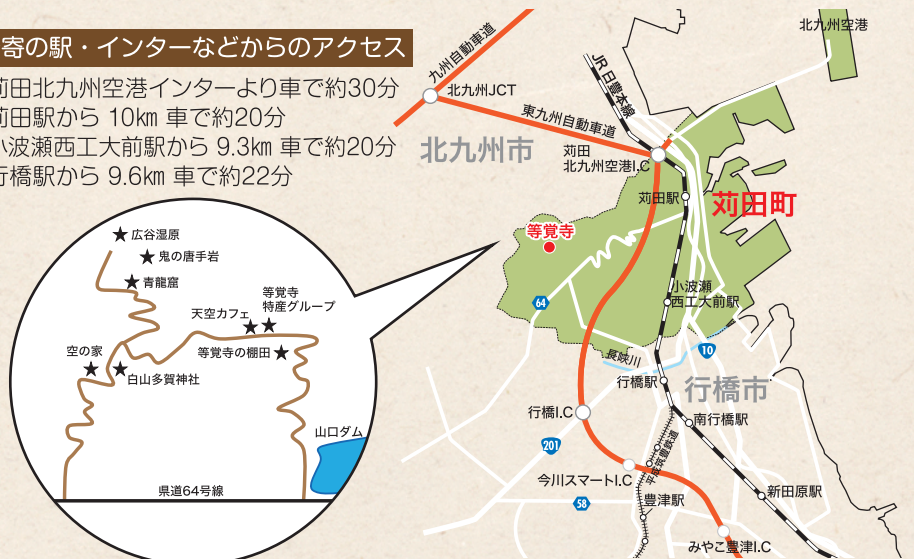 寄の駅・インターなどからのアクセス
苅田北九州空港インターより車で約30分
苅田駅から 10km 車で約20分
小波瀬西工大前駅から 9.3km 車で約20分
行橋駅から 9.6km 車で約22分
北九州空港
九州自動車道
JR日豊本線
北九州JCT
東九州自動車道
北九州市
苅田
北九州空港I.C
苅田駅
苅田町
等覚寺
小波瀬
西工大前駅
64
10
長峡川
行橋駅
行橋市
行橋I.C
南行橋駅
201
平成筑豊鉄道
今川スマートI.C
58
豊津駅
新田原駅
みやこ豊津I.C
広谷湿原
鬼の唐手岩
青龍窟
等覚寺
特産グループ
天空カフェ
等覚寺の棚田
空の家
白山多賀神社
山口ダム
県道64号線